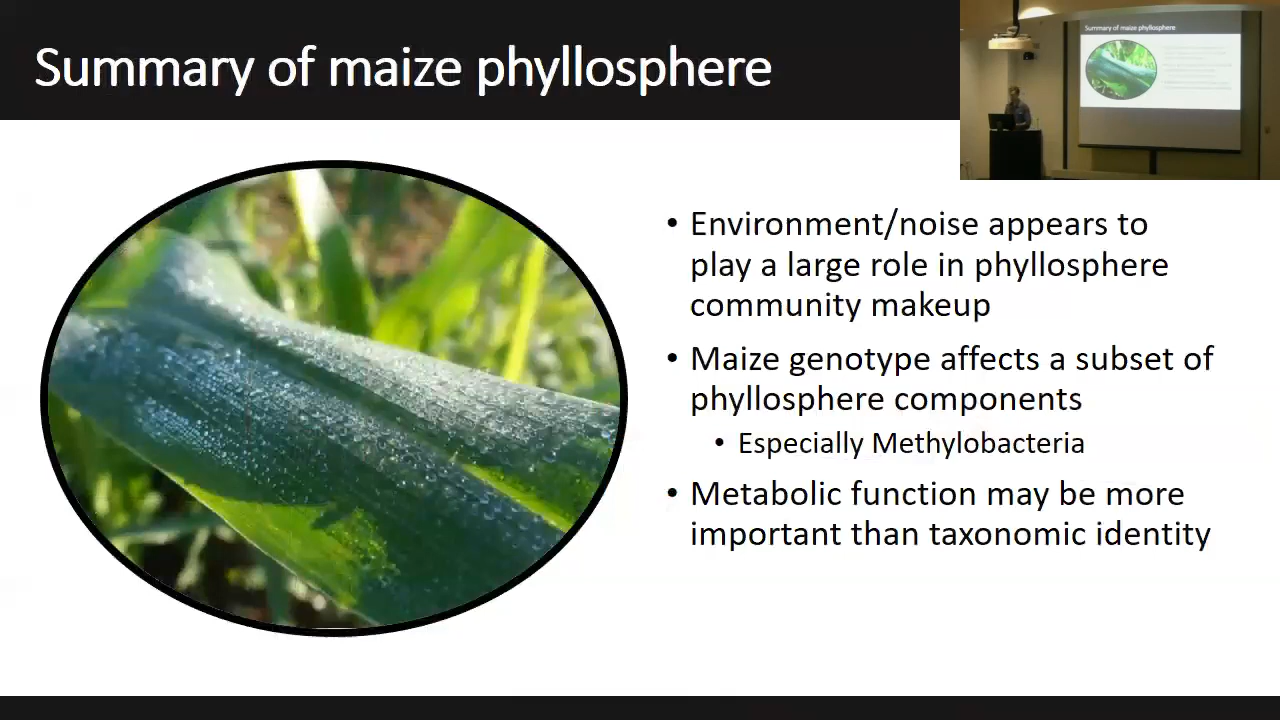 Summary of maize phyllosphere
Summary of maize phyllosphere
• Environment/noise appears to
play a large role in phyllosphere
community makeup
• Maize genotype affects a subset of
phyllosphere components
• Especially Methylobacteria
• Metabolic function may be more
important than taxonomic identity